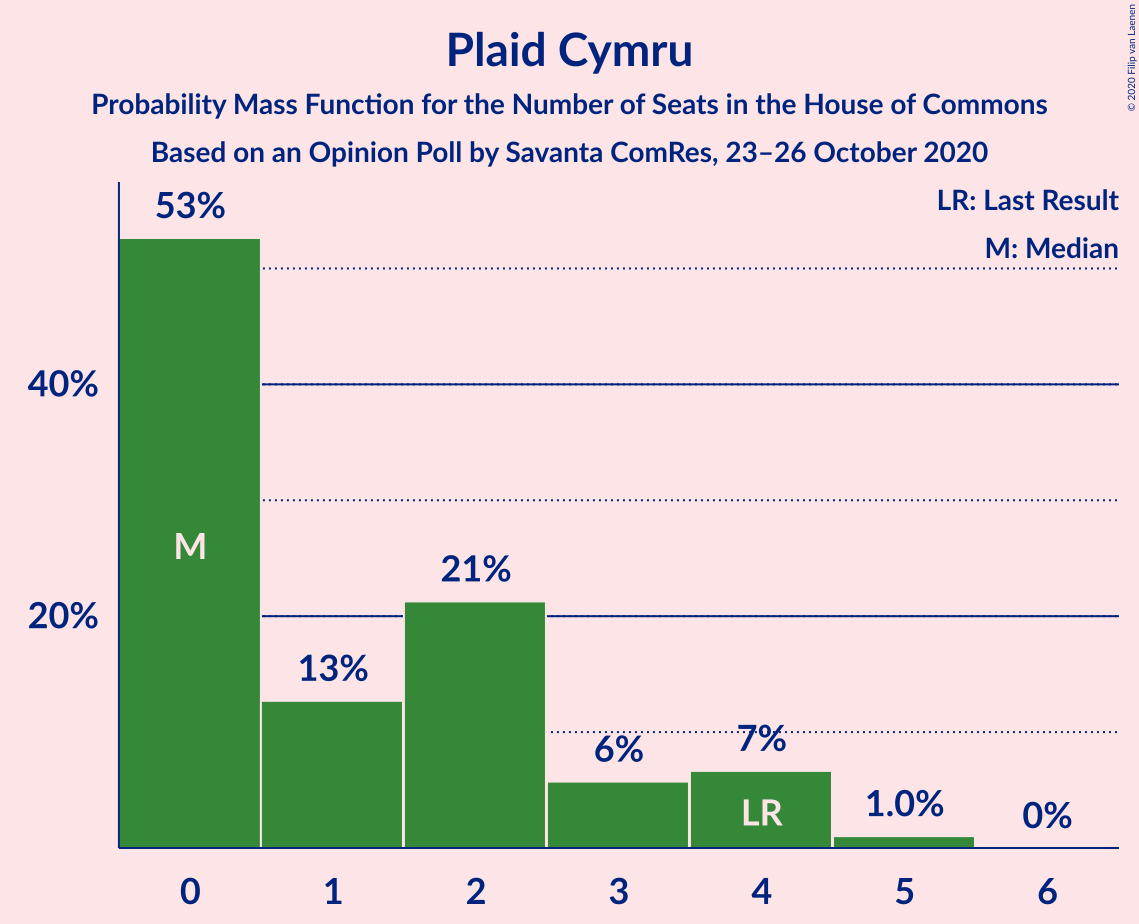 Plaid Cymru
Probability Mass Function for the Number of Seats in the House of Commons
Based on an Opinion Poll by Savanta ComRes, 23–26 October 2020
© 2020 Filip van Laenen
LR: Last Result
M: Median
53%
40%
M
21%
20%
13%
7%
6%
LR
1.0%
0%
0 1 2 3 4 5 6